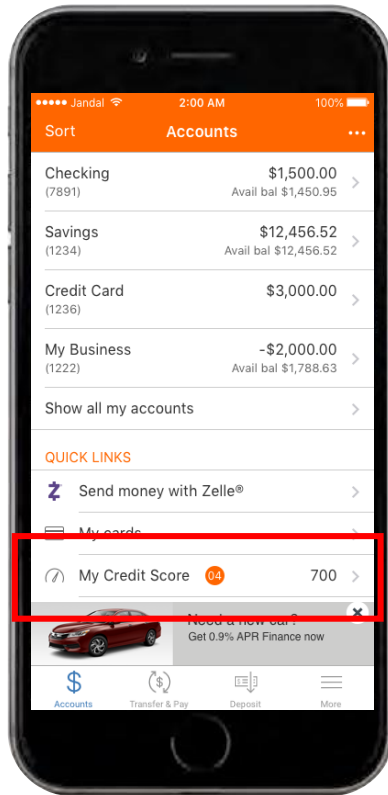 Jandal 2:00 AM 100%
Sort Accounts
Checking $1,500.00
(7891) Avail bal $1,450.95
Savings $12,456.52
(1234) Avail bal $12,456.52
Credit Card $3,000.00
(1236)
My Business -$2,000.00
(1222) Avail bal $1,788.63
Show all my accounts
QUICK LINKS
Send money with Zelle®
My cards
My Credit Score 04 700
Need a new car?
Get 0.9% APR Finance now
Accounts Transfer & Pay Deposit More